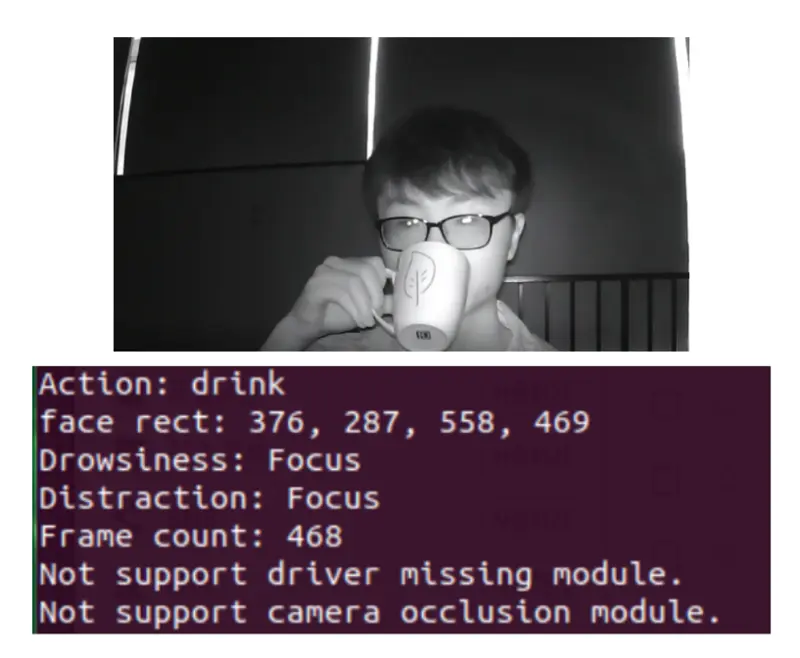 Action: drink
face rect: 376, 287, 558, 469
Drowsiness: Focus
Distraction: Focus
Frame count: 468
Not support driver missing module.
Not support camera occlusion module.